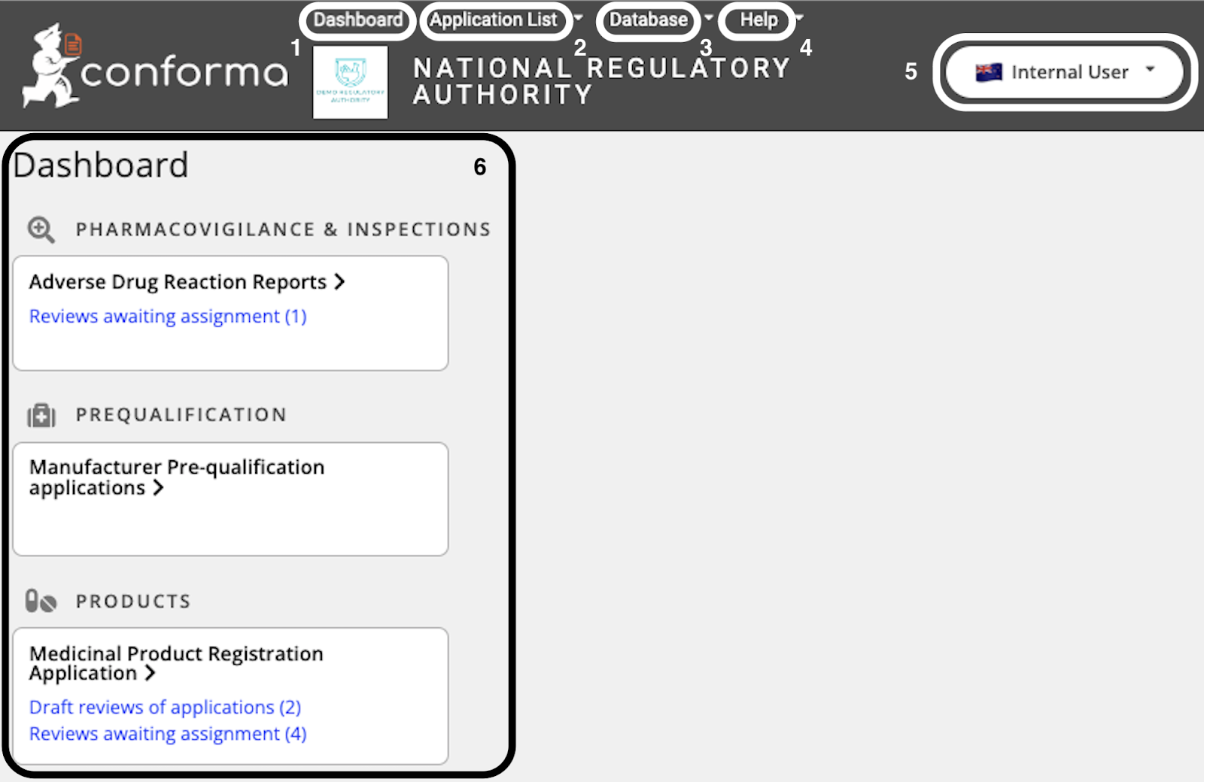 Dashboard Application List Database Help
1 2 3 4
conforma
DEMO REGULATORY
AUTHORITY
NATIONAL REGULATORY
AUTHORITY
5 Internal User
Dashboard 6
PHARMACOVIGILANCE & INSPECTIONS
Adverse Drug Reaction Reports
Reviews awaiting assignment (1)
PREQUALIFICATION
Manufacturer Pre-qualification
applications
PRODUCTS
Medicinal Product Registration
Application
Draft reviews of applications (2)
Reviews awaiting assignment (4)